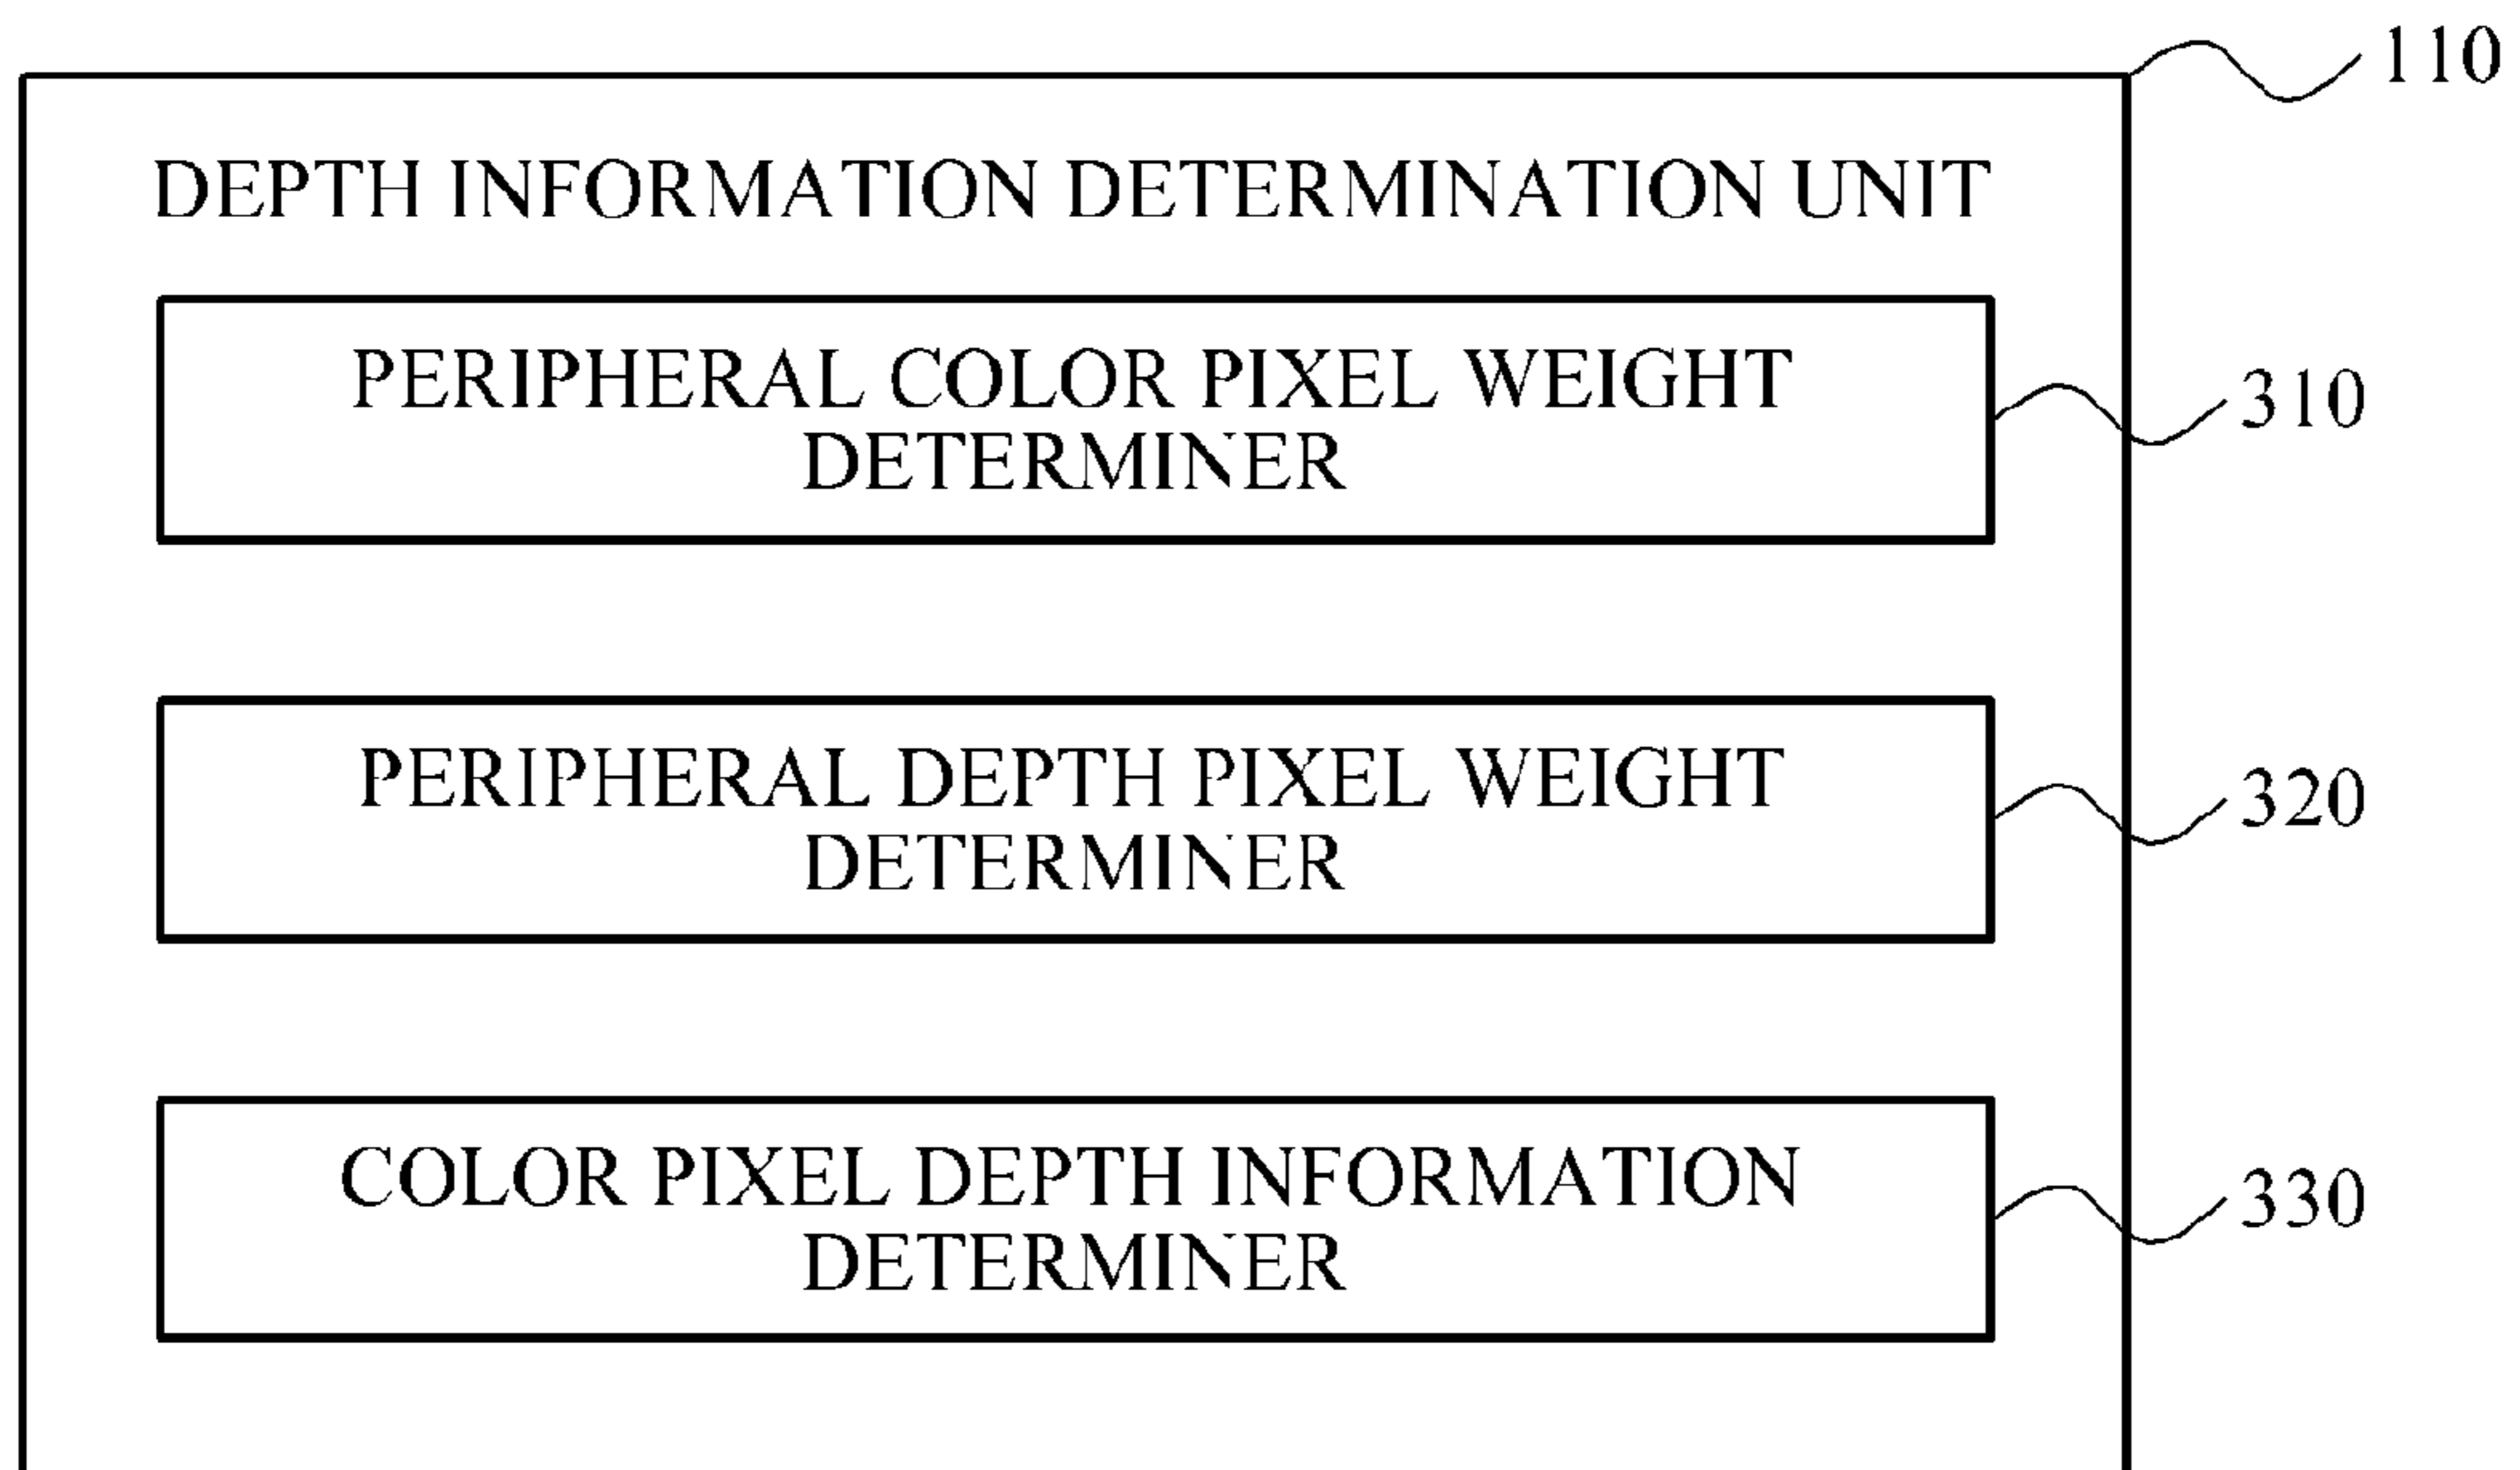 110
DEPTH INFORMATION DETERMINATION UNIT
PERIPHERAL COLOR PIXEL WEIGHT
DETERMINER
310
PERIPHERAL DEPTH PIXEL WEIGHT
DETERMINER
320
COLOR PIXEL DEPTH INFORMATION
DETERMINER
330